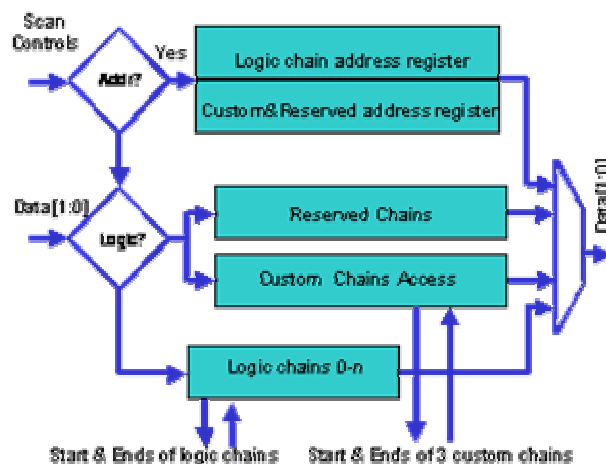 Scan
Controls
Yes
Addr?
Logic chain address register
Custom&Reserved address register
Data[1:0]
Logic?
Reserved Chains
Custom Chains Access
Data[1:0]
Logic chains 0-n
Start & Ends of logic chains
Start & Ends of 3 custom chains